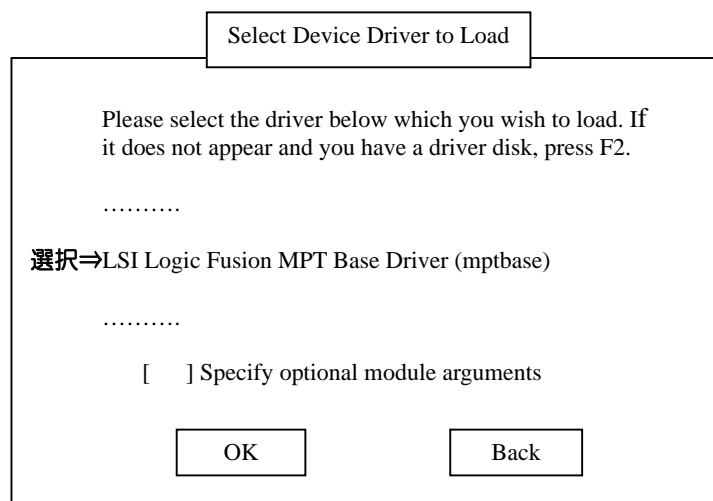 Select Device Driver to Load
Please select the driver below which you wish to load. If
it does not appear and you have a driver disk, press F2.
……….
選択⇒LSI Logic Fusion MPT Base Driver (mptbase)
……….
[    ] Specify optional module arguments
OK Back